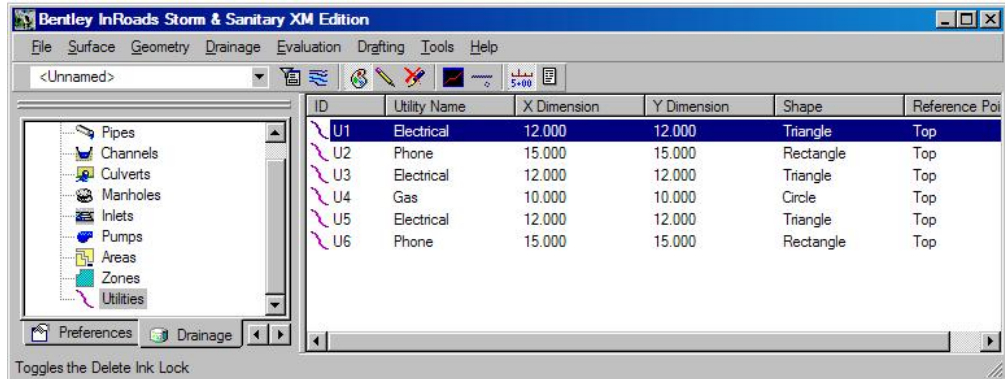 Bentley InRoads Storm & Sanitary XM Edition
File Surface Geometry Drainage Evaluation Drafting Tools Help
<Unnamed> 5+00
ID Utility Name X Dimension Y Dimension Shape Reference Poi
Pipes
Channels
Culverts
Manholes
Inlets
Pumps
Areas
Zones
Utilities
U1 Electrical 12.000 12.000 Triangle Top
U2 Phone 15.000 15.000 Rectangle Top
U3 Electrical 12.000 12.000 Triangle Top
U4 Gas 10.000 10.000 Circle Top
U5 Electrical 12.000 12.000 Triangle Top
U6 Phone 15.000 15.000 Rectangle Top
Preferences Drainage
Toggles the Delete Ink Lock